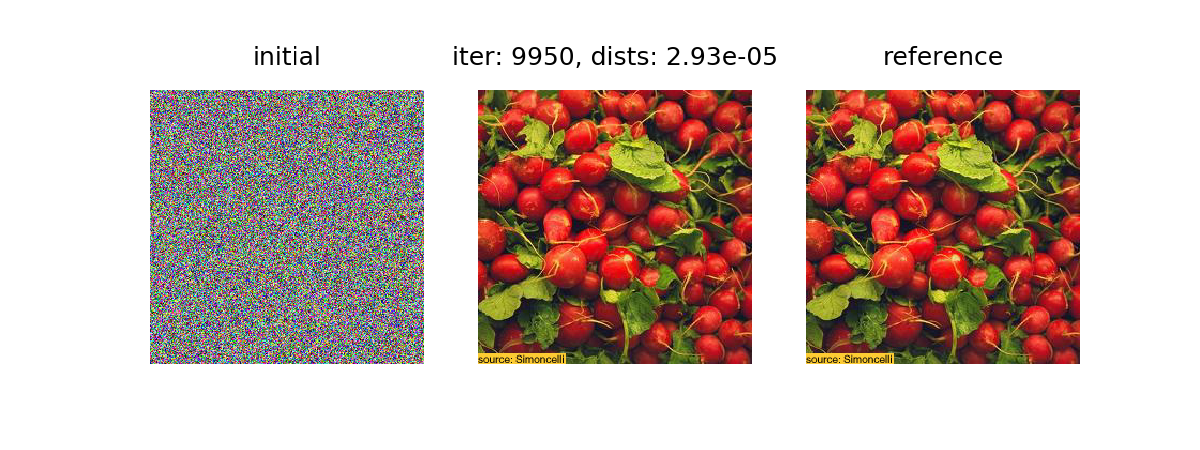 initial
iter: 9950, dists: 2.93e-05
reference
source: Simoncelli
source: Simoncelli